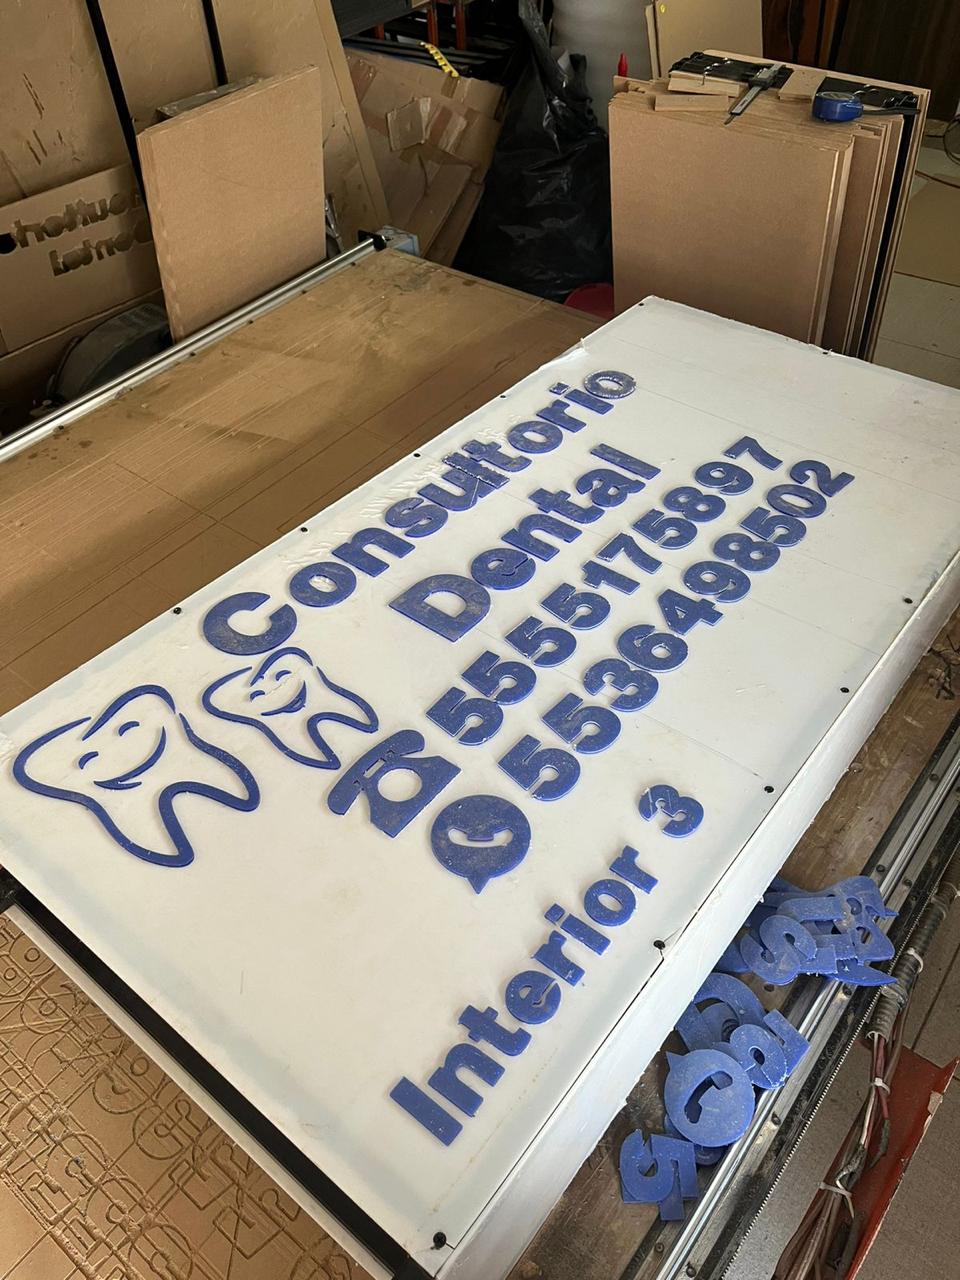 Consultorio
Dental
5555175897
5536498502
Interior 3